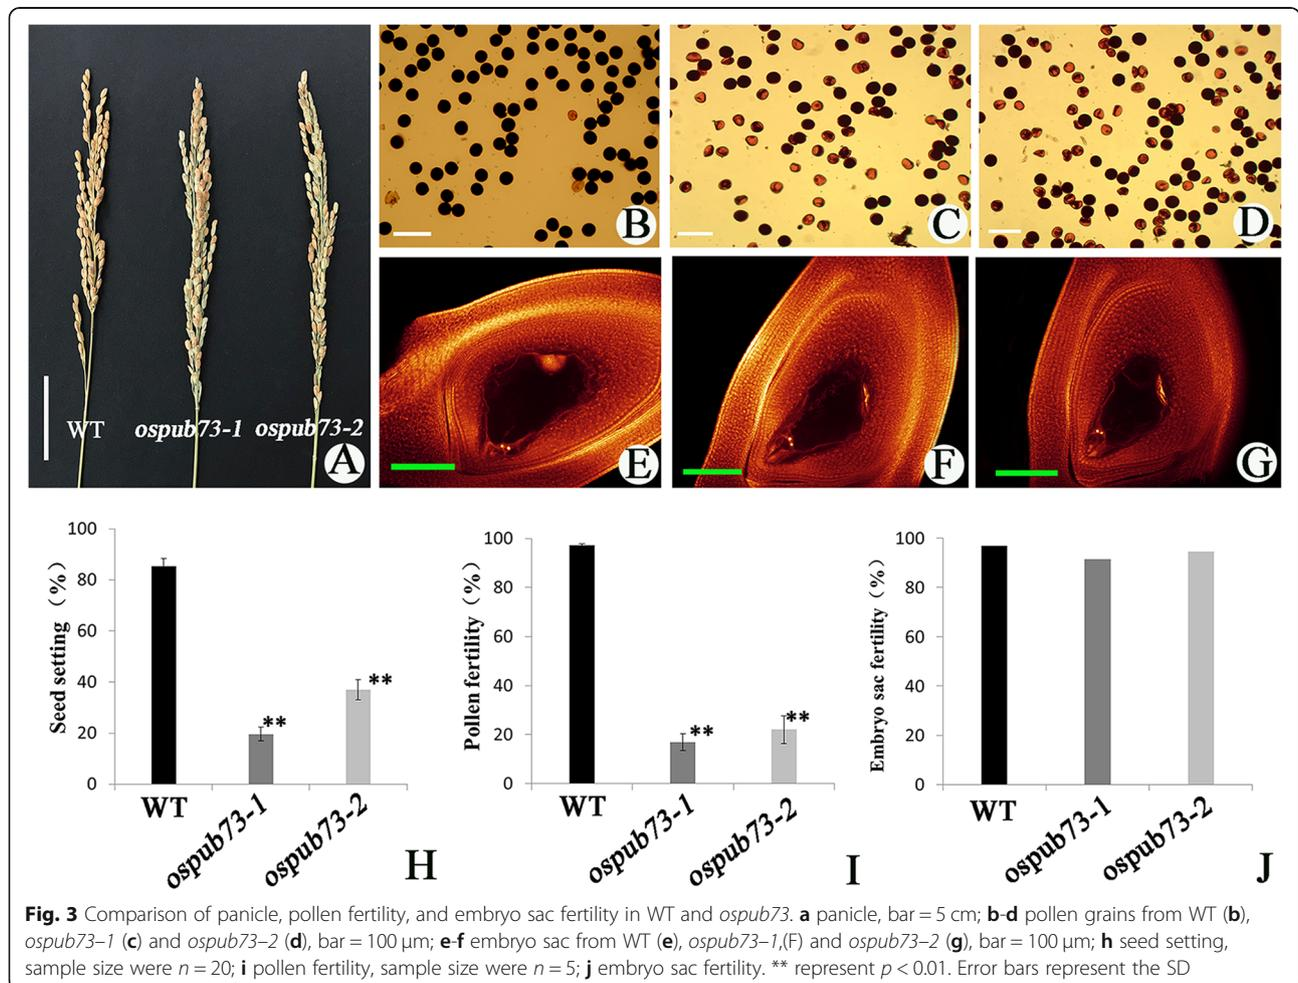 WT ospub73-1 ospub73-2
A
B
C
D
E
F
G
Seed setting (%)
100
80
60
40
20
0
**
**
WT
ospub73-1
ospub73-2
H
Pollen fertility (%)
100
80
60
40
20
0
**
**
WT
ospub73-1
ospub73-2
I
Embryo sac fertility (%)
100
80
60
40
20
0
WT
ospub73-1
ospub73-2
J
Fig. 3 Comparison of panicle, pollen fertility, and embryo sac fertility in WT and ospub73. a panicle, bar = 5 cm; b-d pollen grains from WT (b),
ospub73–1 (c) and ospub73–2 (d), bar = 100 μm; e-f embryo sac from WT (e), ospub73–1,(F) and ospub73–2 (g), bar = 100 μm; h seed setting,
sample size were n = 20; i pollen fertility, sample size were n = 5; j embryo sac fertility. ** represent p < 0.01. Error bars represent the SD